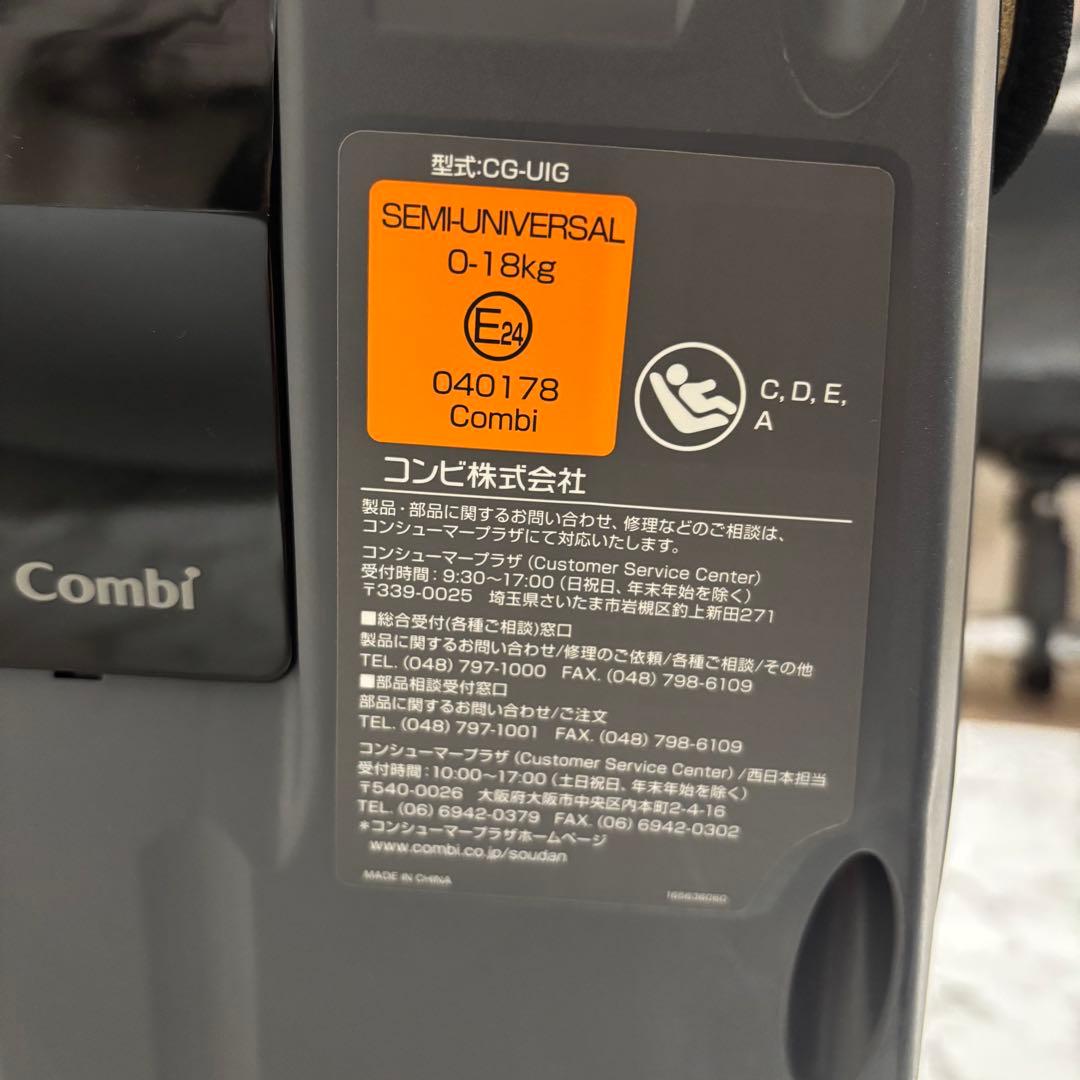 型式:CG-UIG
SEMI-UNIVERSAL
0-18kg
E24
040178
Combi
C, D, E,
A
コンビ株式会社
製品・部品に関するお問い合わせ、修理などのご相談は、
コンシューマープラザにて対応いたします。
コンシューマープラザ (Customer Service Center)
受付時間：9:30～17:00 (日祝日、年末年始を除く)
〒339-0025 埼玉県さいたま市岩槻区釣上新田271
■総合受付(各種ご相談)窓口
製品に関するお問い合わせ/修理のご依頼/各種ご相談/その他
TEL. (048) 797-1000 FAX. (048) 798-6109
■部品相談受付窓口
部品に関するお問い合わせ/ご注文
TEL. (048) 797-1001 FAX. (048) 798-6109
コンシューマープラザ (Customer Service Center) /西日本担当
受付時間：10:00～17:00 (土日祝日、年末年始を除く)
〒540-0026 大阪府大阪市中央区内本町2-4-16
TEL. (06) 6942-0379 FAX. (06) 6942-0302
*コンシューマープラザホームページ
www.combi.co.jp/soudan
MADE IN CHINA
Combi